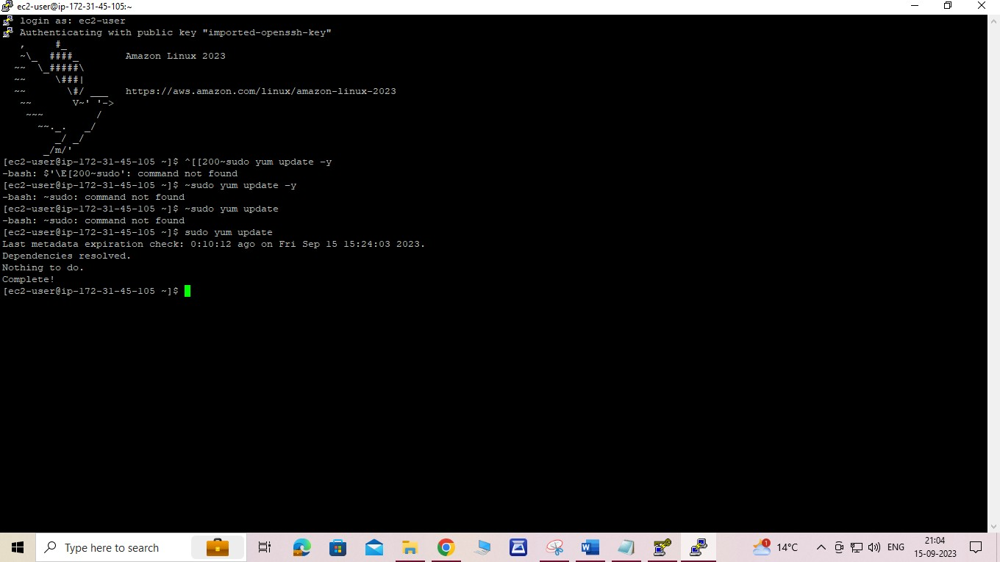 ec2-user@ip-172-31-45-105:~
login as: ec2-user
Authenticating with public key "imported-openssh-key"
   ,     #_
   ~\_  ####_        Amazon Linux 2023
  ~~  \_#####\
  ~~     \###|
  ~~       \#/ ___   https://aws.amazon.com/linux/amazon-linux-2023
   ~~       V~' '->
    ~~~         /
      ~~._.   _/
         _/ _/
       _/m/'
[ec2-user@ip-172-31-45-105 ~]$ ^[[200~sudo yum update -y
-bash: $'\E[200~sudo': command not found
[ec2-user@ip-172-31-45-105 ~]$ ~sudo yum update -y
-bash: ~sudo: command not found
[ec2-user@ip-172-31-45-105 ~]$ ~sudo yum update
-bash: ~sudo: command not found
[ec2-user@ip-172-31-45-105 ~]$ sudo yum update
Last metadata expiration check: 0:10:12 ago on Fri Sep 15 15:24:03 2023.
Dependencies resolved.
Nothing to do.
Complete!
[ec2-user@ip-172-31-45-105 ~]$
Type here to search
1
14°C
ENG
21:04
15-09-2023